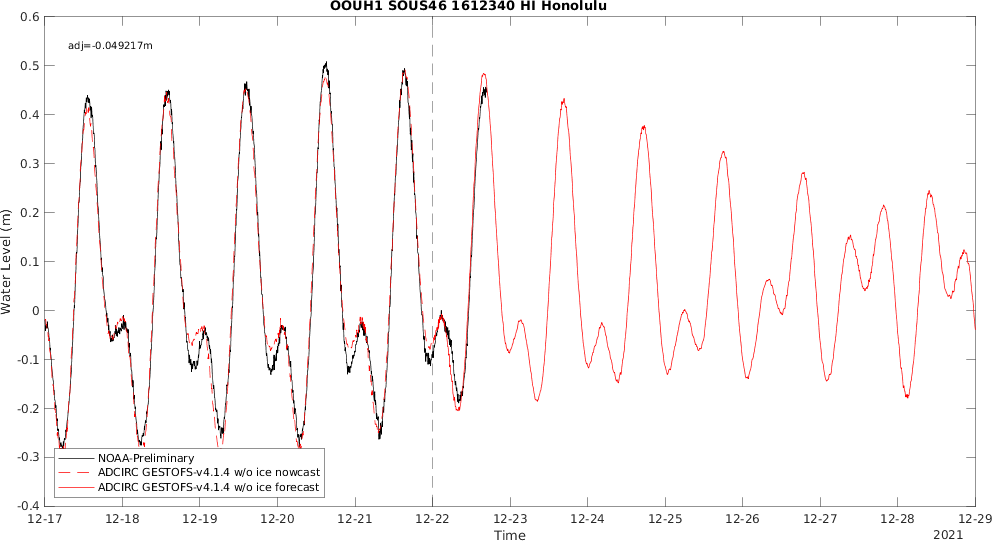 OOUH1 SOUS46 1612340 HI Honolulu
adj=-0.049217m
Water Level (m)
0.6
0.5
0.4
0.3
0.2
0.1
0
-0.1
-0.2
-0.3
-0.4
NOAA-Preliminary
ADCIRC GESTOFS-v4.1.4 w/o ice nowcast
ADCIRC GESTOFS-v4.1.4 w/o ice forecast
12-17 12-18 12-19 12-20 12-21 12-22 12-23 12-24 12-25 12-26 12-27 12-28 12-29
Time
2021